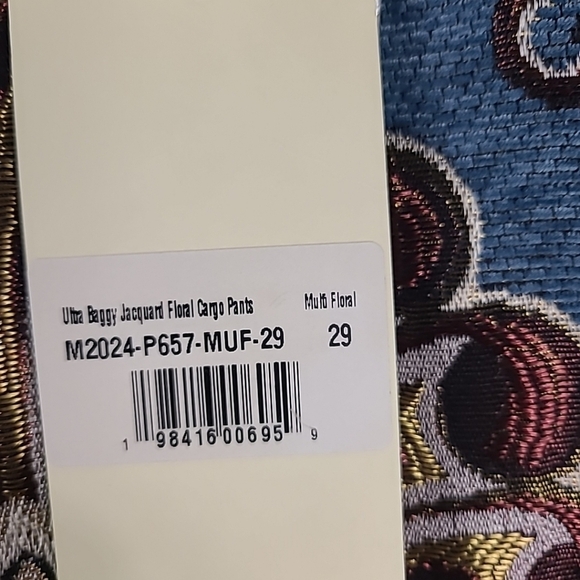 Ultra Baggy Jacquard Floral Cargo Pants Multi Floral
M2024-P657-MUF-29 29
1 98416 00695 9